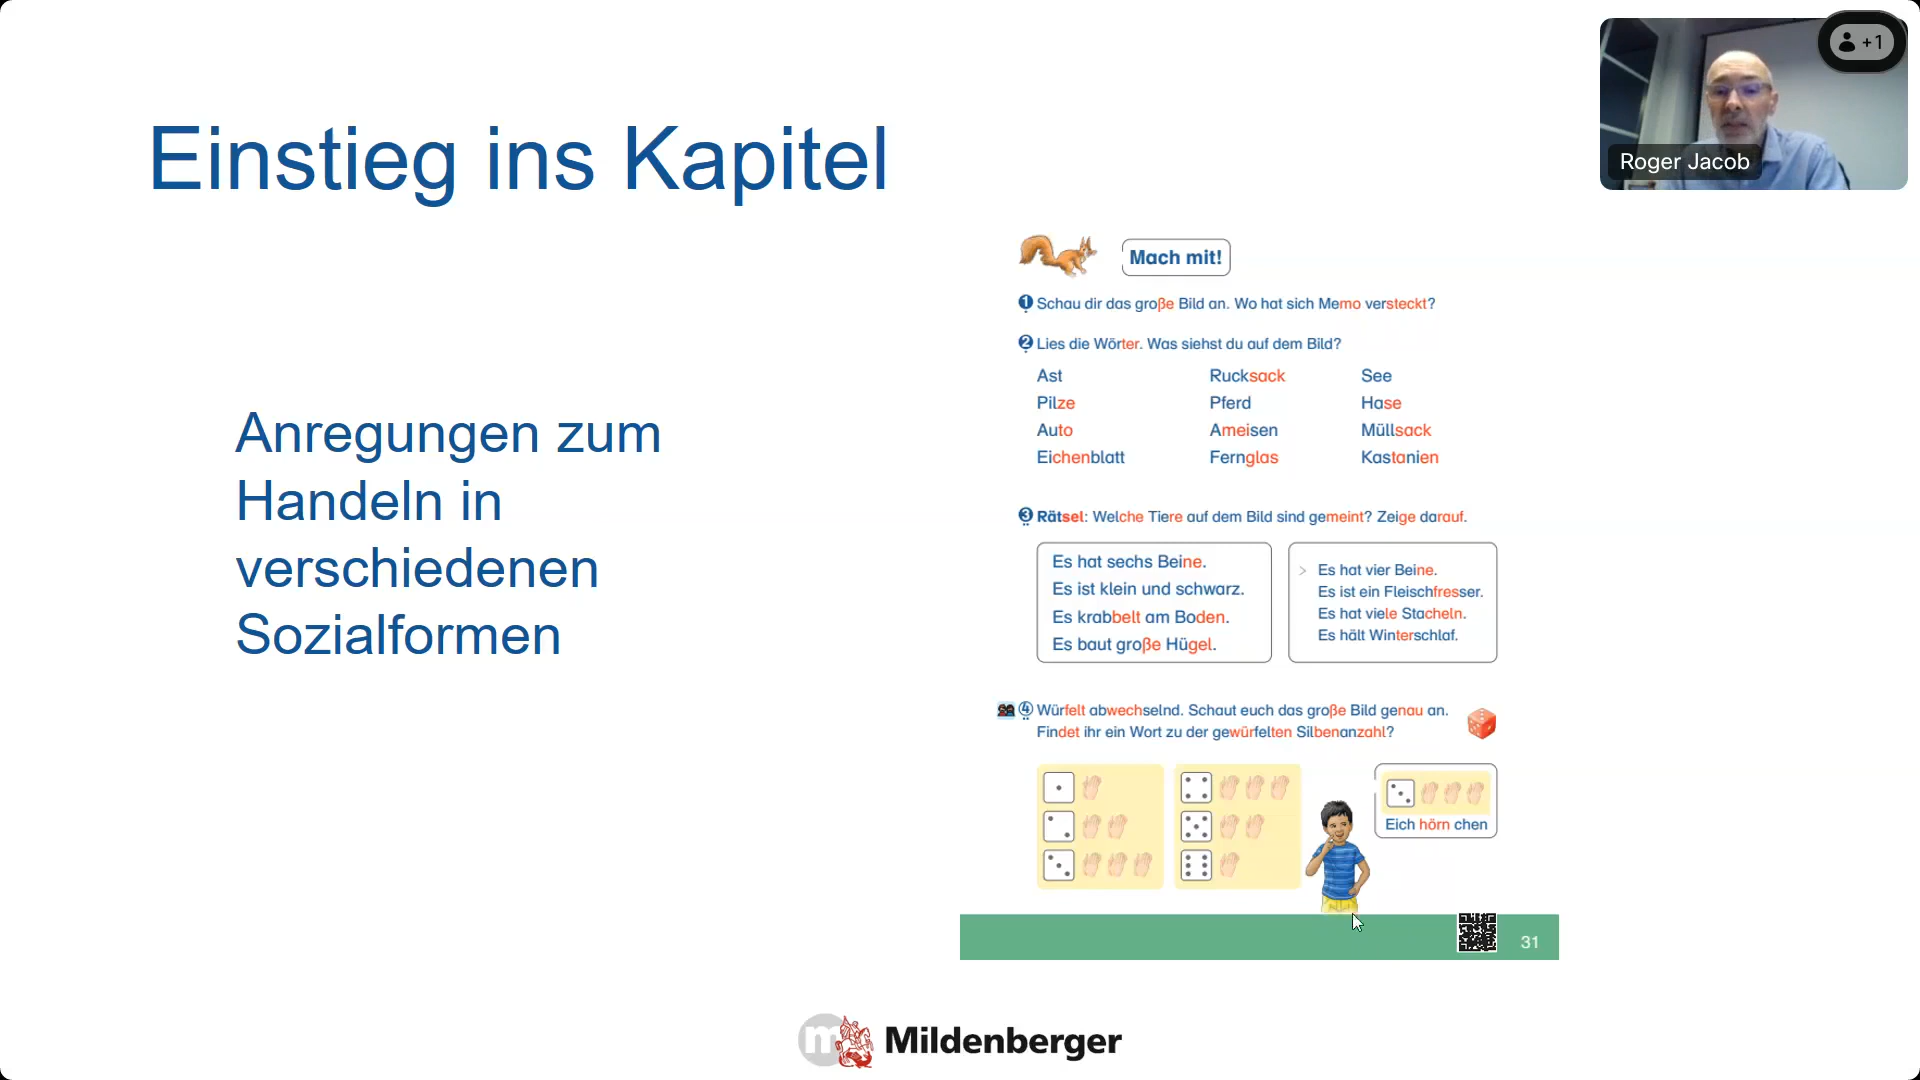 +1
Roger Jacob
Einstieg ins Kapitel
Anregungen zum
Handeln in
verschiedenen
Sozialformen
Mach mit!
1 Schau dir das große Bild an. Wo hat sich Memo versteckt?
2 Lies die Wörter. Was siehst du auf dem Bild?
Ast Rucksack See
Pilze Pferd Hase
Auto Ameisen Müllsack
Eichenblatt Fernglas Kastanien
3 Rätsel: Welche Tiere auf dem Bild sind gemeint? Zeige darauf.
Es hat sechs Beine.
Es ist klein und schwarz.
Es krabbelt am Boden.
Es baut große Hügel.
> Es hat vier Beine.
Es ist ein Fleischfresser.
Es hat viele Stacheln.
Es hält Winterschlaf.
4 Würfelt abwechselnd. Schaut euch das große Bild genau an.
Findet ihr ein Wort zu der gewürfelten Silbenanzahl?
Eich hörn chen
31
m Mildenberger